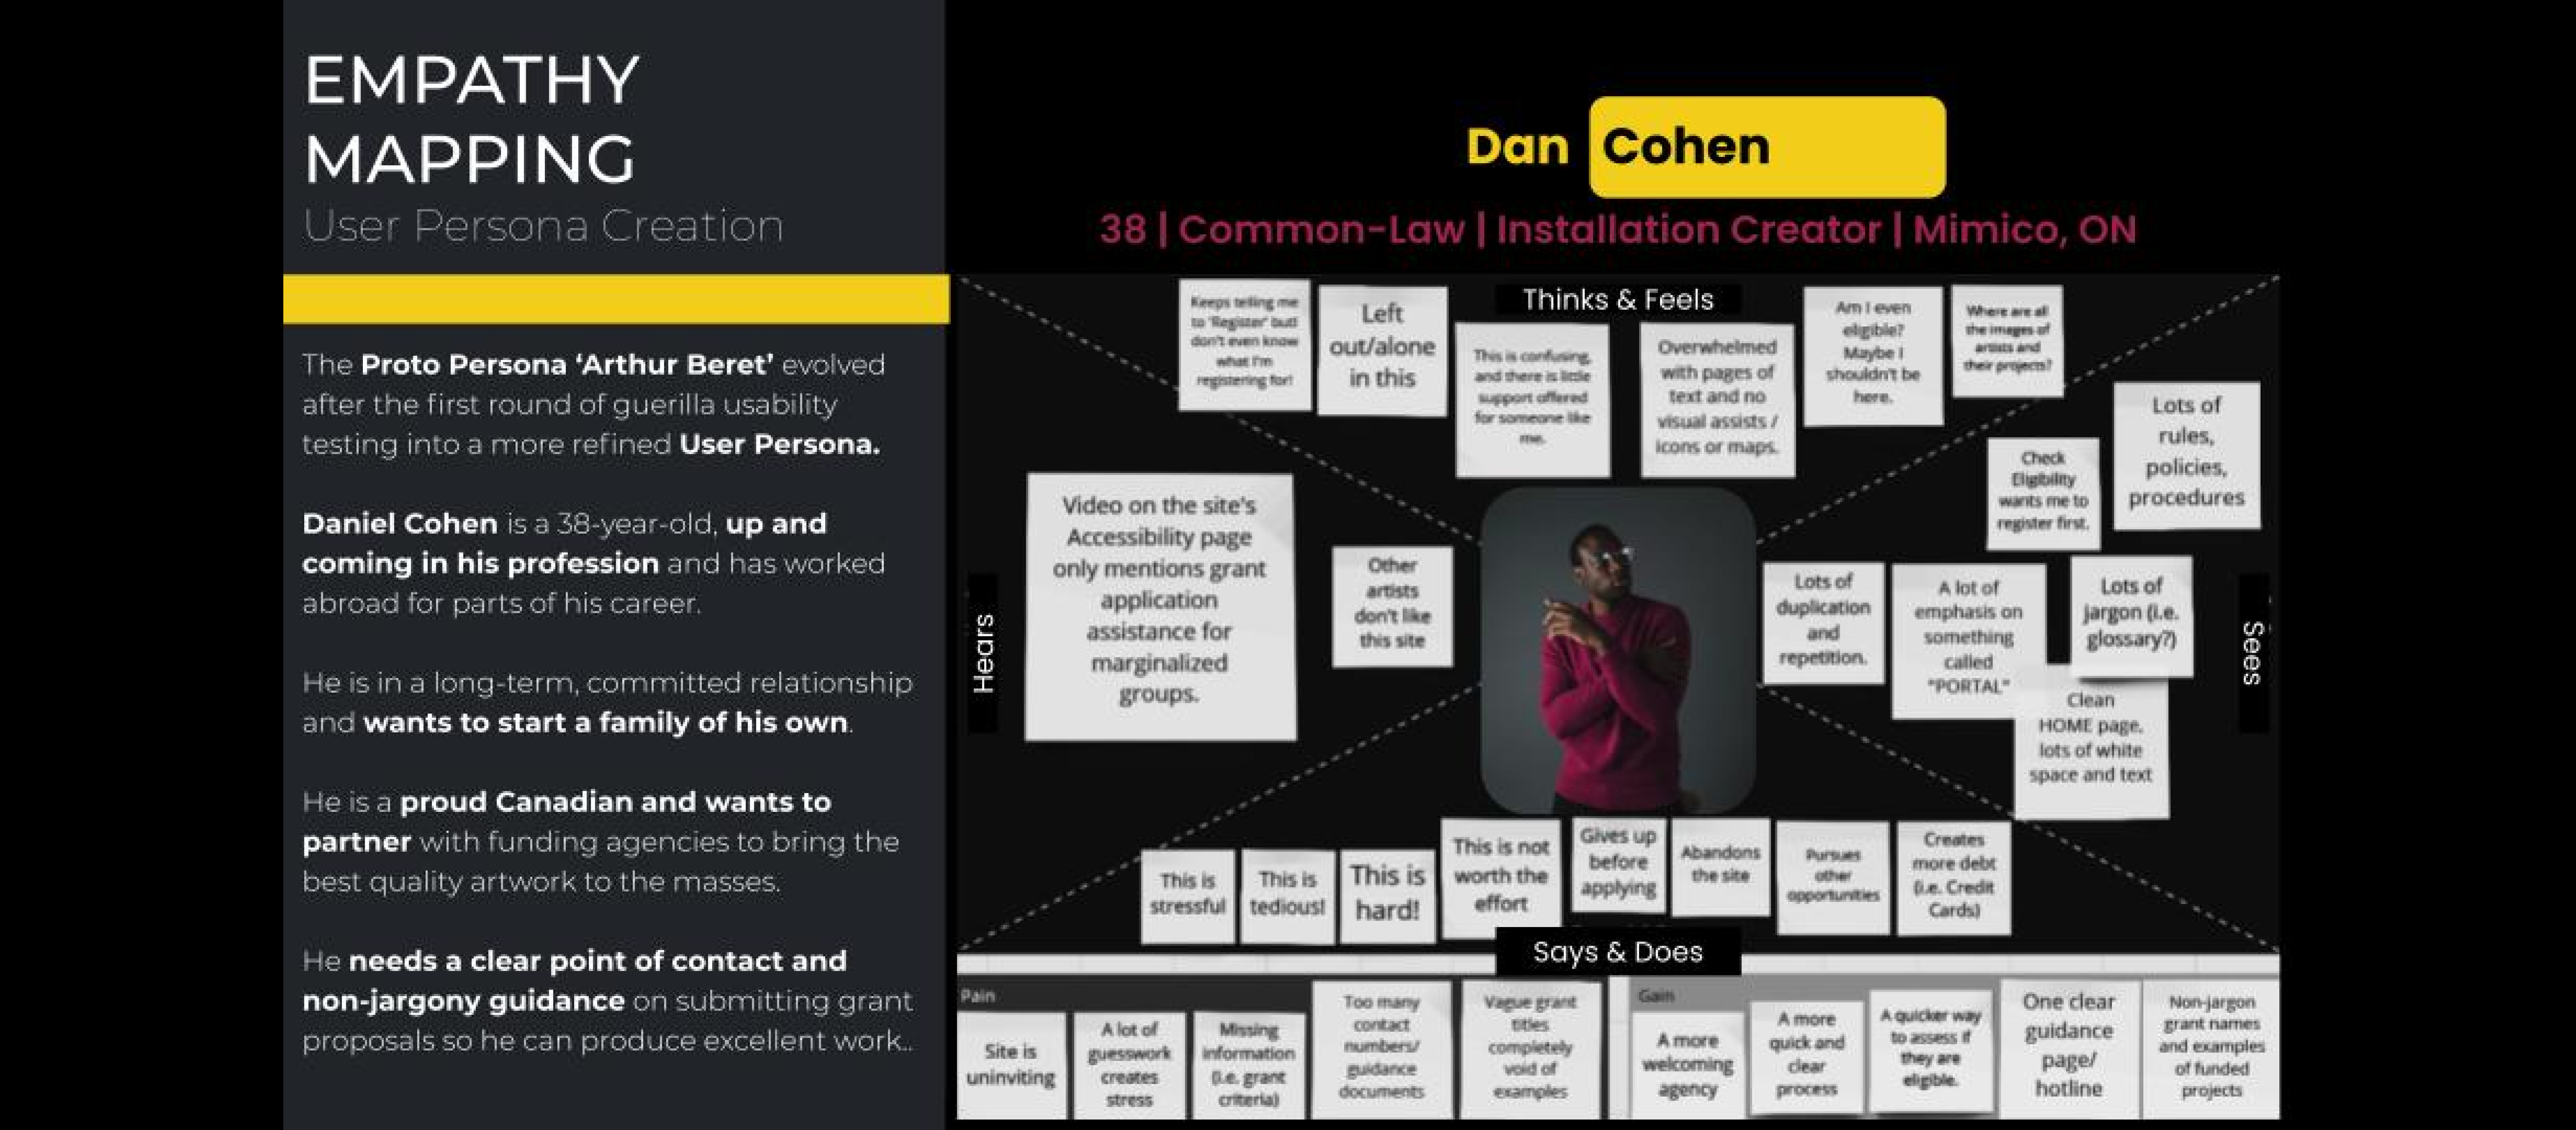 EMPATHY
MAPPING
User Persona Creation
The Proto Persona ‘Arthur Beret’ evolved
after the first round of guerilla usability
testing into a more refined User Persona.
Daniel Cohen is a 38-year-old, up and
coming in his profession and has worked
abroad for parts of his career.
He is in a long-term, committed relationship
and wants to start a family of his own.
He is a proud Canadian and wants to
partner with funding agencies to bring the
best quality artwork to the masses.
He needs a clear point of contact and
non-jargony guidance on submitting grant
proposals so he can produce excellent work..
Dan Cohen
38 | Common-Law | Installation Creator | Mimico, ON
Thinks & Feels
Keeps telling me
to 'Register' but I
don't even know
what I'm
registering for!
Left
out/alone
in this
This is confusing,
and there is little
support offered
for someone like
me.
Overwhelmed
with pages of
text and no
visual assists /
icons or maps.
Am I even
eligible?
Maybe I
shouldn't be
here.
Where are all
the images of
artists and
their projects?
Hears
Video on the site's
Accessibility page
only mentions grant
application
assistance for
marginalized
groups.
Other
artists
don't like
this site
Sees
Lots of
rules,
policies,
procedures
Check
Eligibility
wants me to
register first.
Lots of
duplication
and
repetition.
A lot of
emphasis on
something
called
"PORTAL"
Lots of
jargon (i.e.
glossary?)
Clean
HOME page,
lots of white
space and text
This is
stressful
This is
tedious!
This is
hard!
This is not
worth the
effort
Gives up
before
applying
Abandons
the site
Pursues
other
opportunities
Creates
more debt
(i.e. Credit
Cards)
Says & Does
Pain
Site is
uninviting
A lot of
guesswork
creates
stress
Missing
information
(i.e. grant
criteria)
Too many
contact
numbers/
guidance
documents
Vague grant
titles
completely
void of
examples
Gain
A more
welcoming
agency
A more
quick and
clear
process
A quicker way
to assess if
they are
eligible.
One clear
guidance
page/
hotline
Non-jargon
grant names
and examples
of funded
projects